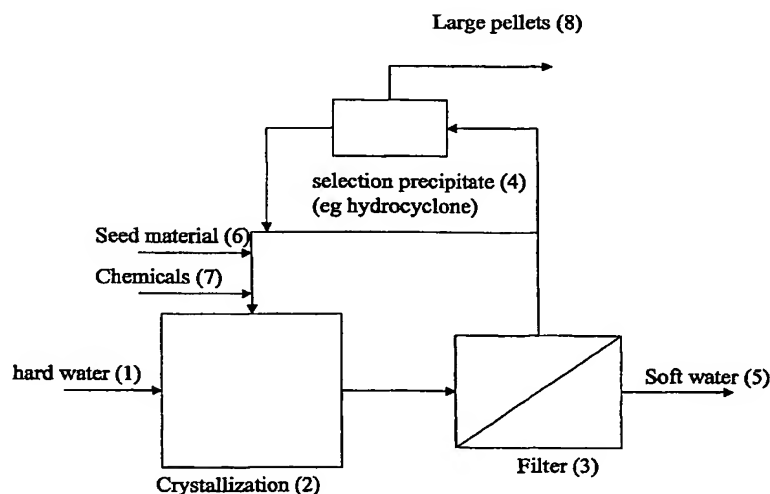 Large pellets (8)
selection precipitate (4)
(eg hydrocyclone)
Seed material (6)
Chemicals (7)
hard water (1)
Soft water (5)
Filter (3)
Crystallization (2)